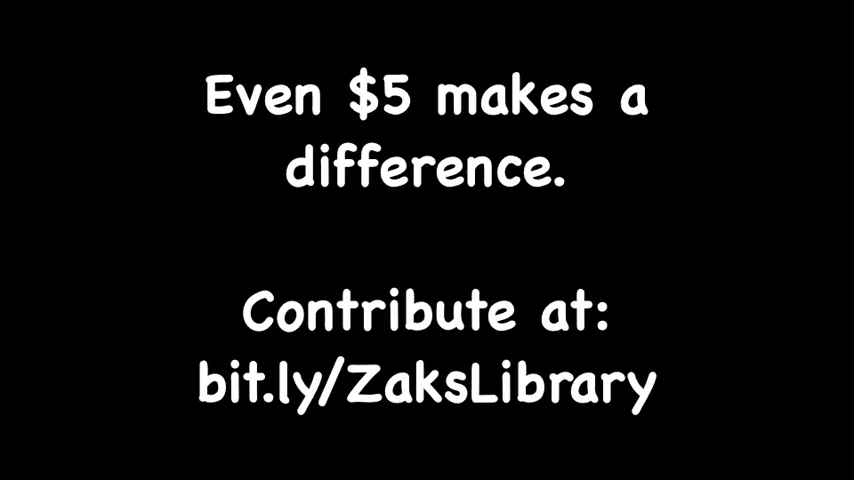 Even $5 makes a
difference.
Contribute at:
bit.ly/ZaksLibrary